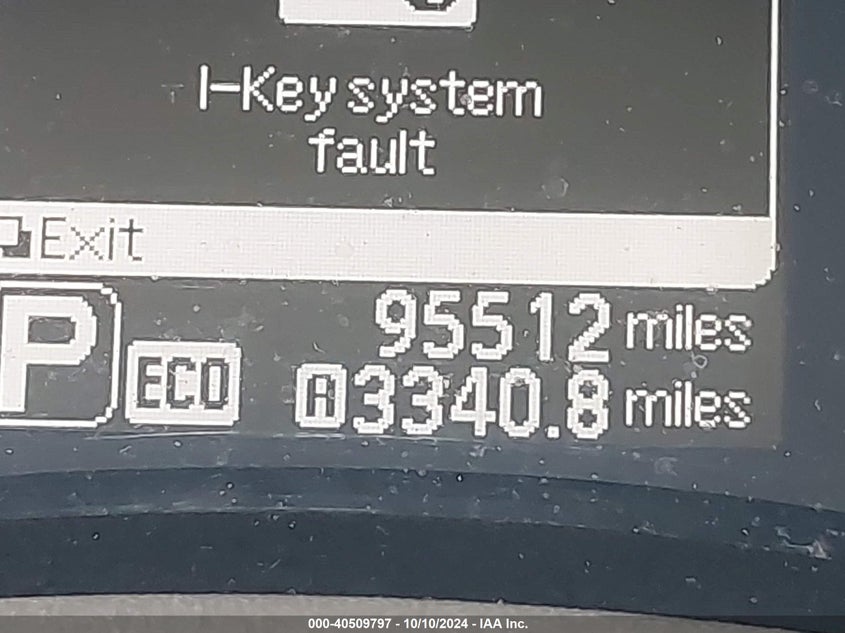 I-Key system
fault
Exit
95512 miles
P
ECO
A 3340.8 miles
000-40509797 - 10/10/2024 - IAA Inc.